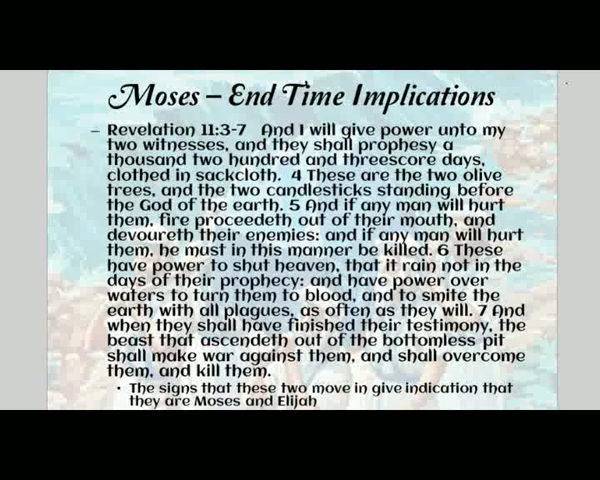 Moses – End Time Implications
– Revelation 11:3-7 And I will give power unto my
two witnesses, and they shall prophesy a
thousand two hundred and threescore days,
clothed in sackcloth. 4 These are the two olive
trees, and the two candlesticks standing before
the God of the earth. 5 And if any man will hurt
them, fire proceedeth out of their mouth, and
devoureth their enemies: and if any man will hurt
them, he must in this manner be killed. 6 These
have power to shut heaven, that it rain not in the
days of their prophecy: and have power over
waters to turn them to blood, and to smite the
earth with all plagues, as often as they will. 7 And
when they shall have finished their testimony, the
beast that ascendeth out of the bottomless pit
shall make war against them, and shall overcome
them, and kill them.
• The signs that these two move in give indication that
they are Moses and Elijah